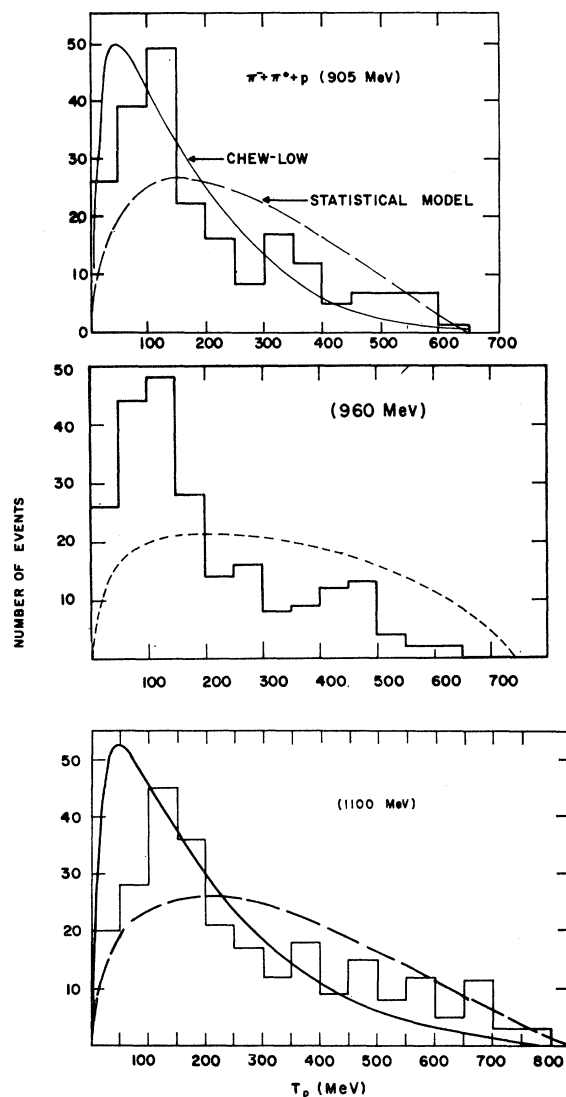 50
π⁻+π°+p (905 MeV)
40
30
CHEW-LOW
20
STATISTICAL MODEL
10
0
100 200 300 400 500 600 700
50
40
(960 MeV)
30
20
10
NUMBER OF EVENTS
100 200 300 400. 500 600 700
50
40
(1100 MeV)
30
20
10
100 200 300 400 500 600 700 800
Tp (MeV)